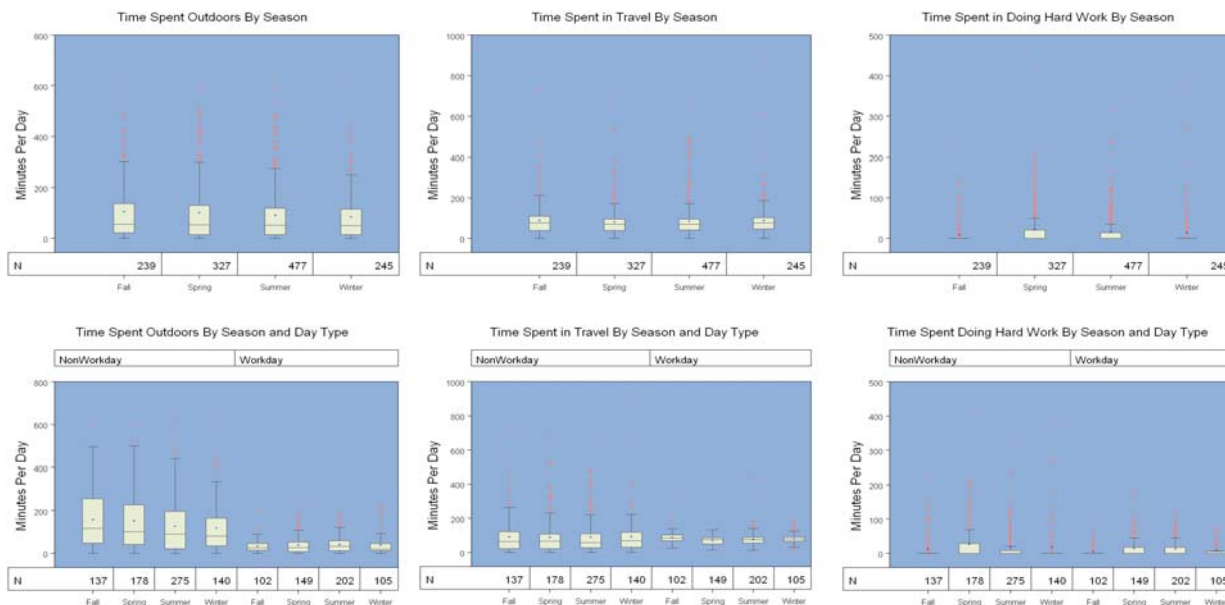 Time Spent Outdoors By Season
Minutes Per Day
800
600
400
200
0
N 239 327 477 245
Fall Spring Summer Winter
Time Spent in Travel By Season
Minutes Per Day
1000
800
600
400
200
0
N 239 327 477 245
Fall Spring Summer Winter
Time Spent in Doing Hard Work By Season
Minutes Per Day
500
400
300
200
100
0
N 239 327 477 245
Fall Spring Summer Winter
Time Spent Outdoors By Season and Day Type
NonWorkday Workday
Minutes Per Day
800
600
400
200
0
N 137 178 275 140 102 149 202 105
Fall Spring Summer Winter Fall Spring Summer Winter
Time Spent in Travel By Season and Day Type
NonWorkday Workday
Minutes Per Day
1000
800
600
400
200
0
N 137 178 275 140 102 149 202 105
Fall Spring Summer Winter Fall Spring Summer Winter
Time Spent Doing Hard Work By Season and Day Type
NonWorkday Workday
Minutes Per Day
500
400
300
200
100
0
N 137 178 275 140 102 149 202 105
Fall Spring Summer Winter Fall Spring Summer Winter